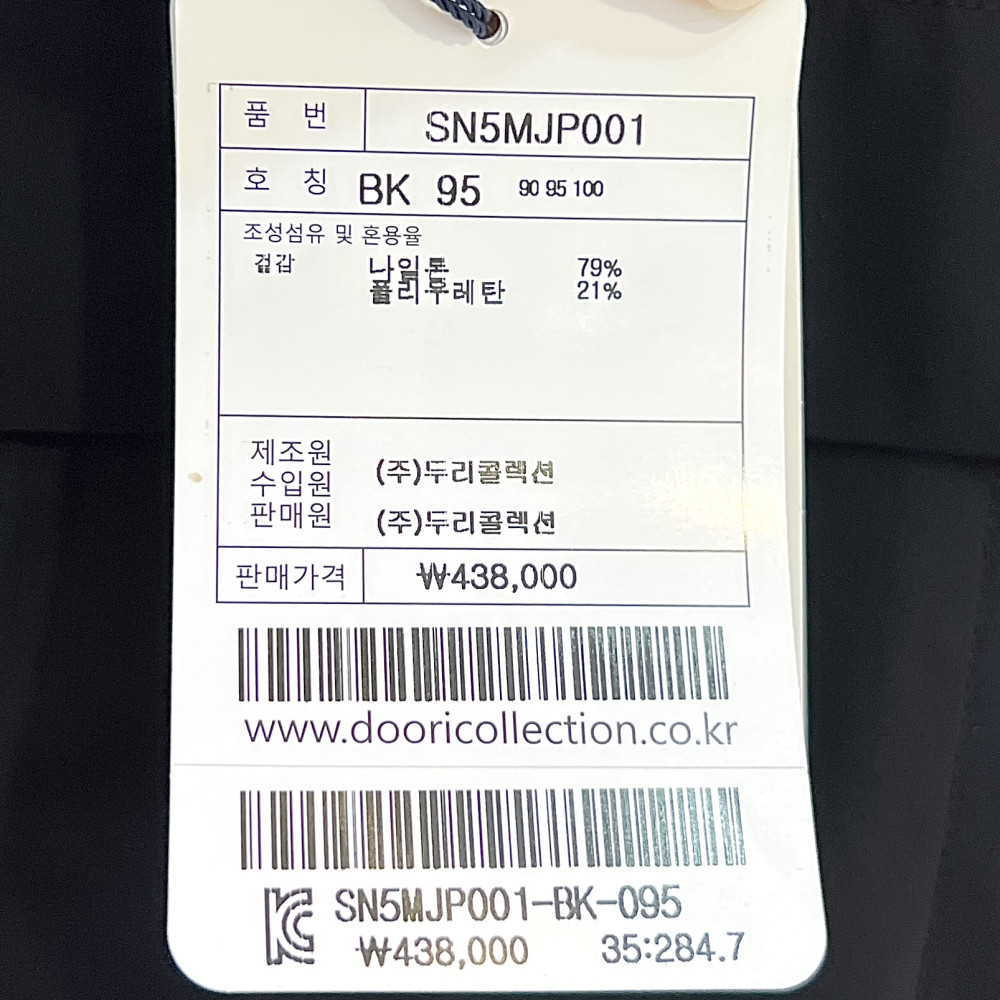 품 번 SN5MJP001
호 칭 BK 95 90 95 100
조성섬유 및 혼용율
겉감 나일론 79%
폴리우레탄 21%
제조원
수입원 (주)두리콜렉션
판매원 (주)두리콜렉션
판매가격 ₩438,000
www.dooricollection.co.kr
SN5MJP001-BK-095
₩438,000 35:284.7